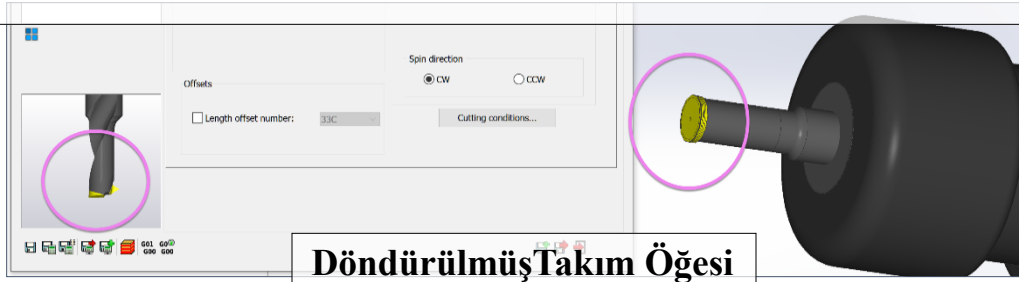 Spin direction
CW
CCW
Offsets
Length offset number:
33C
Cutting conditions...
G01 G0
G00 G00
DöndürülmüşTakım Öğesi